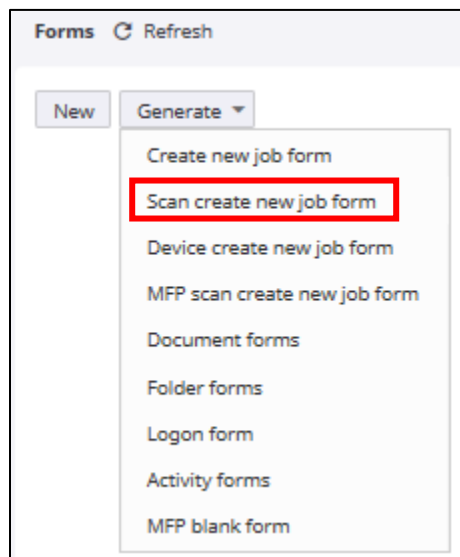 Forms Refresh
New Generate
Create new job form
Scan create new job form
Device create new job form
MFP scan create new job form
Document forms
Folder forms
Logon form
Activity forms
MFP blank form